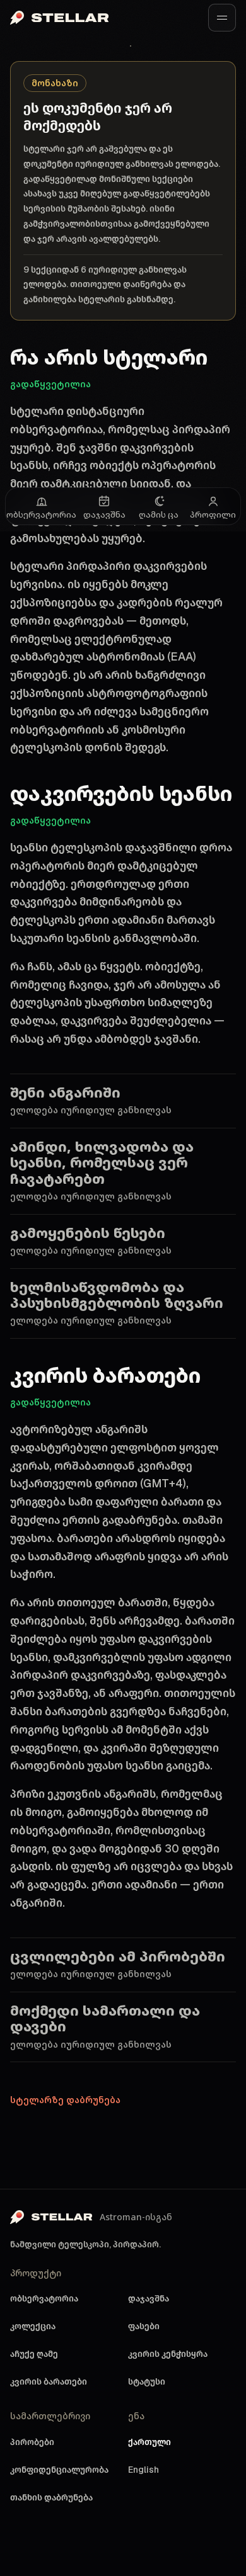 STELLAR
მონახაზი
ეს დოკუმენტი ჯერ არ
მოქმედებს
სტელარი ჯერ არ გაშვებულა და ეს
დოკუმენტი იურიდიულ განხილვას ელოდება.
გადაწყვეტილად მონიშნული სექციები
ასახავს უკვე მიღებულ გადაწყვეტილებებს
სერვისის მუშაობის შესახებ. ისინი
გამჭვირვალობისთვისაა გამოქვეყნებული
და ჯერ არავის ავალდებულებს.
9 სექციიდან 6 იურიდიულ განხილვას
ელოდება. თითოეული დაიწერება და
განიხილება სტელარის გახსნამდე.
რა არის სტელარი
გადაწყვეტილია
სტელარი დისტანციური
ობსერვატორიაა, რომელსაც პირდაპირ
უყურებ. შენ ჯავშნი დაკვირვების
სეანსს, ირჩევ ობიექტს ოპერატორის
მიერ დამტკიცებული სიიდან, და
ობსერვატორია დაჯავშნა ღამის ცა პროფილი
გამოსახულებას უყურებ.
სტელარი პირდაპირი დაკვირვების
სერვისია. ის იყენებს მოკლე
ექსპოზიციებსა და კადრების რეალურ
დროში დაგროვებას — მეთოდს,
რომელსაც ელექტრონულად
დახმარებულ ასტრონომიას (EAA)
უწოდებენ. ეს არ არის ხანგრძლივი
ექსპოზიციის ასტროფოტოგრაფიის
სერვისი და არ იძლევა სამეცნიერო
ობსერვატორიის ან კოსმოსური
ტელესკოპის დონის შედეგს.
დაკვირვების სეანსი
გადაწყვეტილია
სეანსი ტელესკოპის დაჯავშნილი დროა
ოპერატორის მიერ დამტკიცებულ
ობიექტზე. ერთდროულად ერთი
დაკვირვება მიმდინარეობს და
ტელესკოპს ერთი ადამიანი მართავს
საკუთარი სეანსის განმავლობაში.
რა ჩანს, ამას ცა წყვეტს. ობიექტზე,
რომელიც ჩავიდა, ჯერ არ ამოსულა ან
ტელესკოპის უსაფრთხო სიმაღლეზე
დაბლაა, დაკვირვება შეუძლებელია —
რასაც არ უნდა ამბობდეს ჯავშანი.
შენი ანგარიში
ელოდება იურიდიულ განხილვას
ამინდი, ხილვადობა და
სეანსი, რომელსაც ვერ
ჩავატარებთ
ელოდება იურიდიულ განხილვას
გამოყენების წესები
ელოდება იურიდიულ განხილვას
ხელმისაწვდომობა და
პასუხისმგებლობის ზღვარი
ელოდება იურიდიულ განხილვას
კვირის ბარათები
გადაწყვეტილია
ავტორიზებულ ანგარიშს
დადასტურებული ელფოსტით ყოველ
კვირას, ორშაბათიდან კვირამდე
საქართველოს დროით (GMT+4),
ურიგდება სამი დაფარული ბარათი და
შეუძლია ერთის გადაბრუნება. თამაში
უფასოა. ბარათები არასდროს იყიდება
და სათამაშოდ არაფრის ყიდვა არ არის
საჭირო.
რა არის თითოეულ ბარათში, წყდება
დარიგებისას, შენს არჩევამდე. ბარათში
შეიძლება იყოს უფასო დაკვირვების
სეანსი, დამკვირვებლის უფასო ადგილი
პირდაპირ დაკვირვებაზე, ფასდაკლება
ერთ ჯავშანზე, ან არაფერი. თითოეულის
შანსი ბარათების გვერდზეა ნაჩვენები,
როგორც სერვისს ამ მომენტში აქვს
დადგენილი, და კვირაში შეზღუდული
რაოდენობის უფასო სეანსი გაიცემა.
პრიზი ეკუთვნის ანგარიშს, რომელმაც
ის მოიგო, გამოიყენება მხოლოდ იმ
ობსერვატორიაში, რომლისთვისაც
მოიგო, და ვადა მოგებიდან 30 დღეში
გასდის. ის ფულზე არ იცვლება და სხვას
არ გადაეცემა. ერთი ადამიანი — ერთი
ანგარიში.
ცვლილებები ამ პირობებში
ელოდება იურიდიულ განხილვას
მოქმედი სამართალი და
დავები
ელოდება იურიდიულ განხილვას
სტელარზე დაბრუნება
STELLAR Astroman-ისგან
ნამდვილი ტელესკოპი, პირდაპირ.
პროდუქტი
ობსერვატორია დაჯავშნა
კოლექცია ფასები
აჩუქე ღამე კვირის კენჭისყრა
კვირის ბარათები სტატუსი
სამართლებრივი ენა
პირობები ქართული
კონფიდენციალურობა English
თანხის დაბრუნება